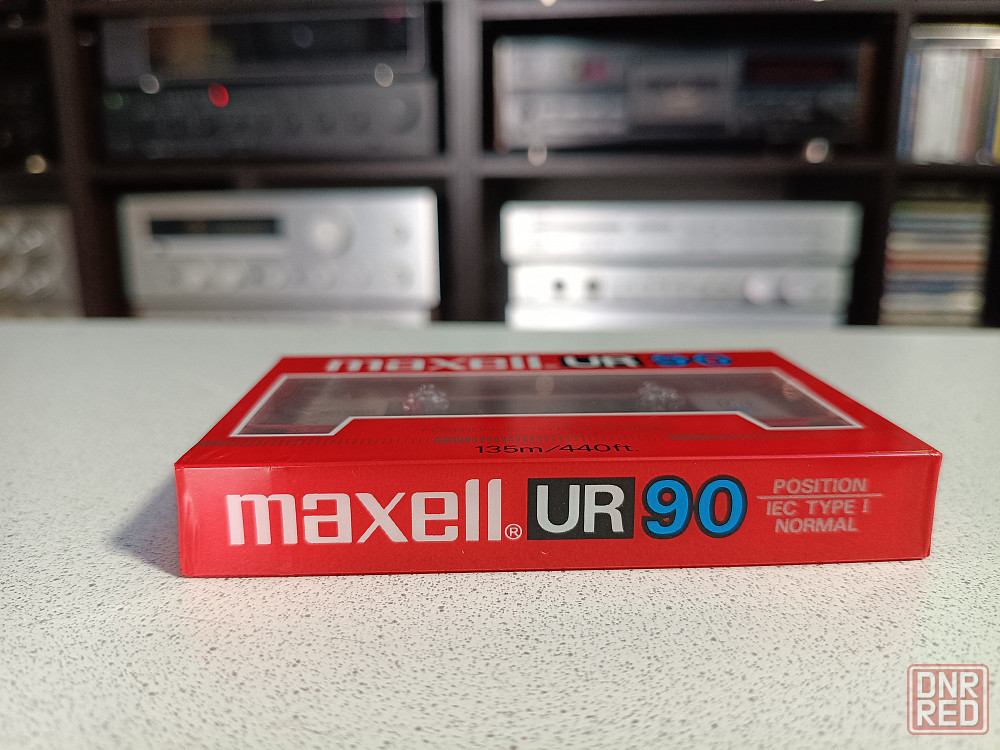 maxell UR 90
135m/440ft.
maxell® UR 90
POSITION
IEC TYPE I
NORMAL
DNR
RED